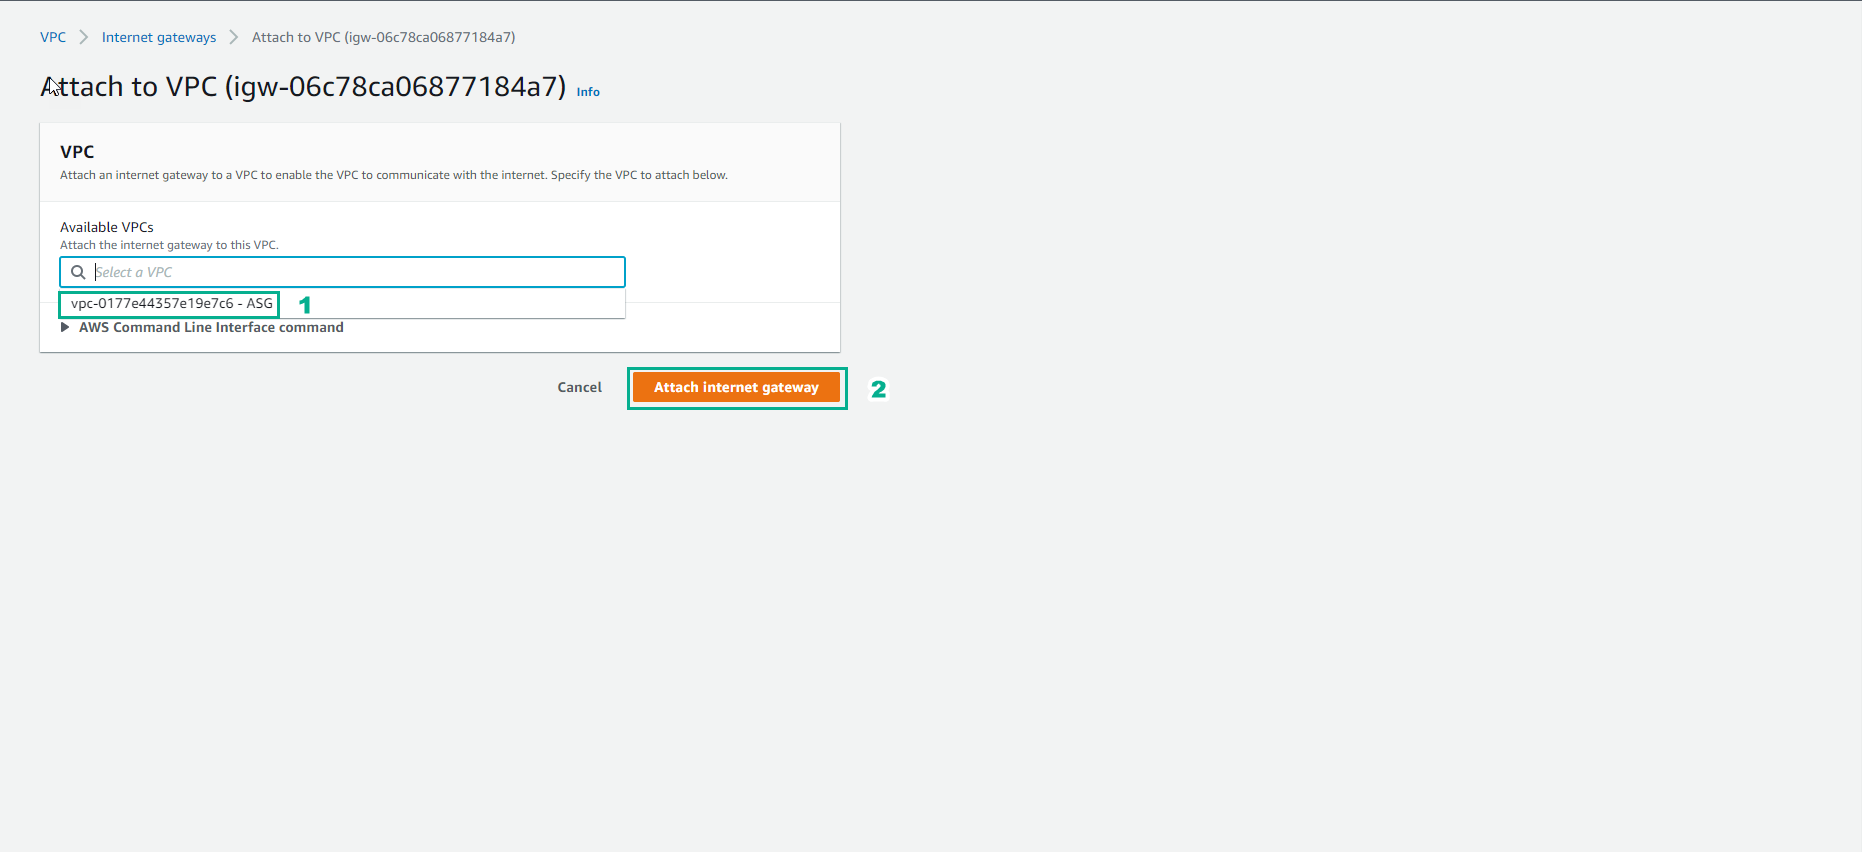 VPC > Internet gateways > Attach to VPC (igw-06c78ca06877184a7)
Attach to VPC (igw-06c78ca06877184a7) Info
VPC
Attach an internet gateway to a VPC to enable the VPC to communicate with the internet. Specify the VPC to attach below.
Available VPCs
Attach the internet gateway to this VPC.
Select a VPC
vpc-0177e44357e19e7c6 - ASG 1
AWS Command Line Interface command
Cancel Attach internet gateway 2